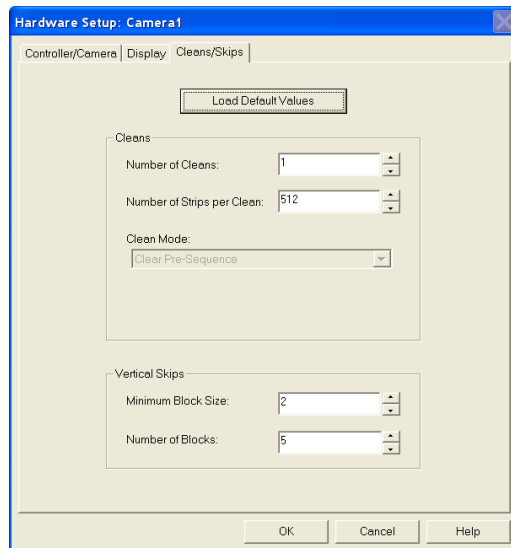 Hardware Setup: Camera1
Controller/Camera Display Cleans/Skips
Load Default Values
Cleans
Number of Cleans: 1
Number of Strips per Clean: 512
Clean Mode:
Clear Pre-Sequence
Vertical Skips
Minimum Block Size: 2
Number of Blocks: 5
OK Cancel Help